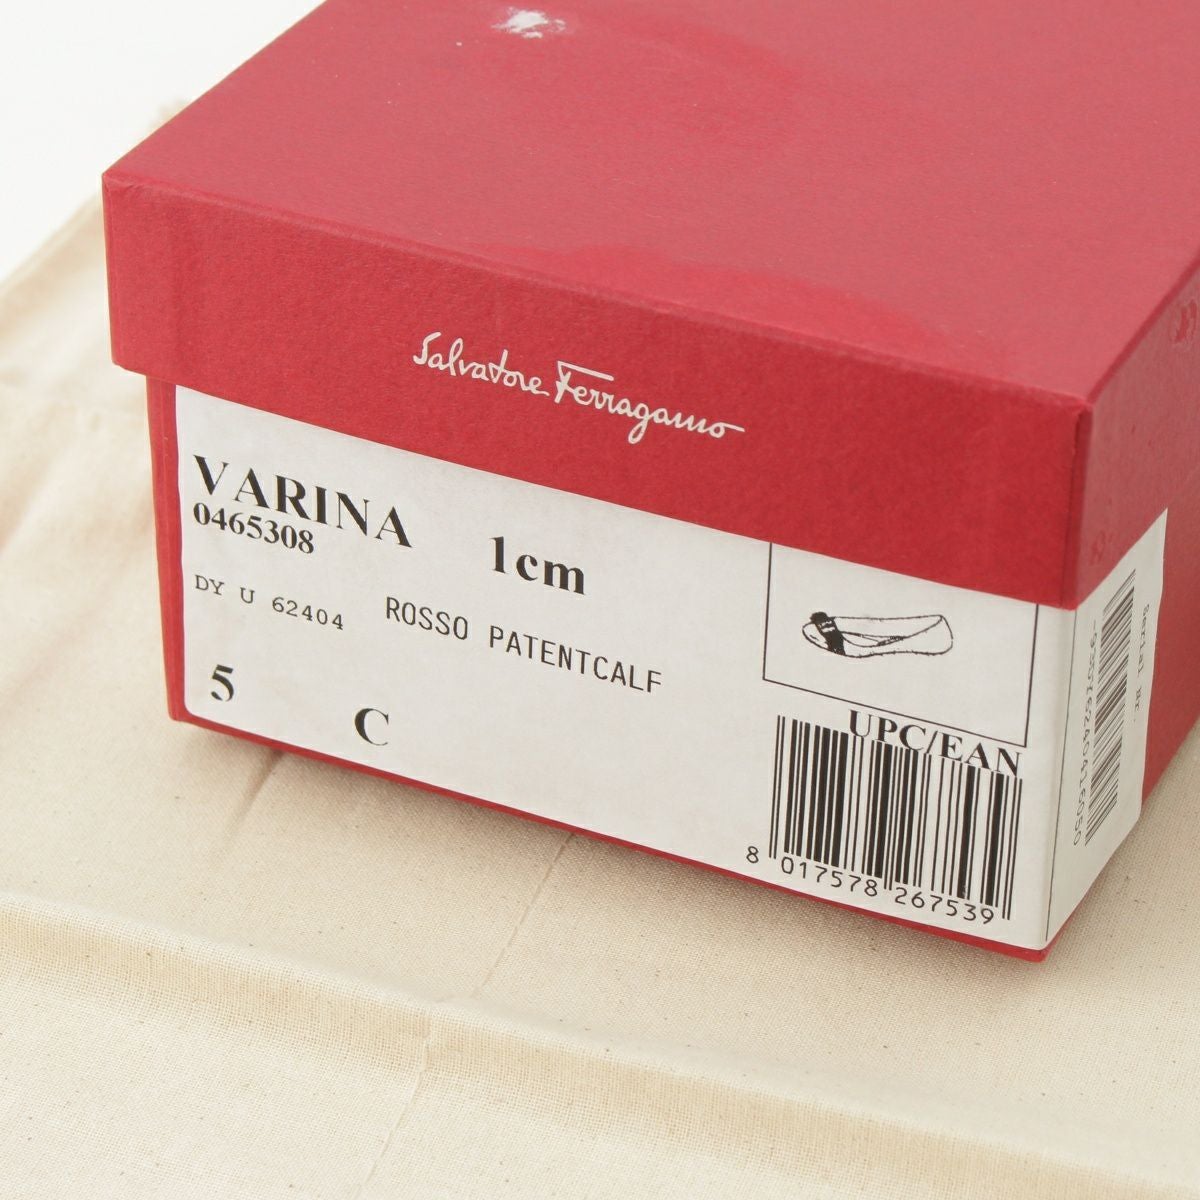 Salvatore Ferragamo
VARINA 1cm
0465308
DY U 62404 ROSSO PATENTCALF
5 C
UPC/EAN
8 017578 267539